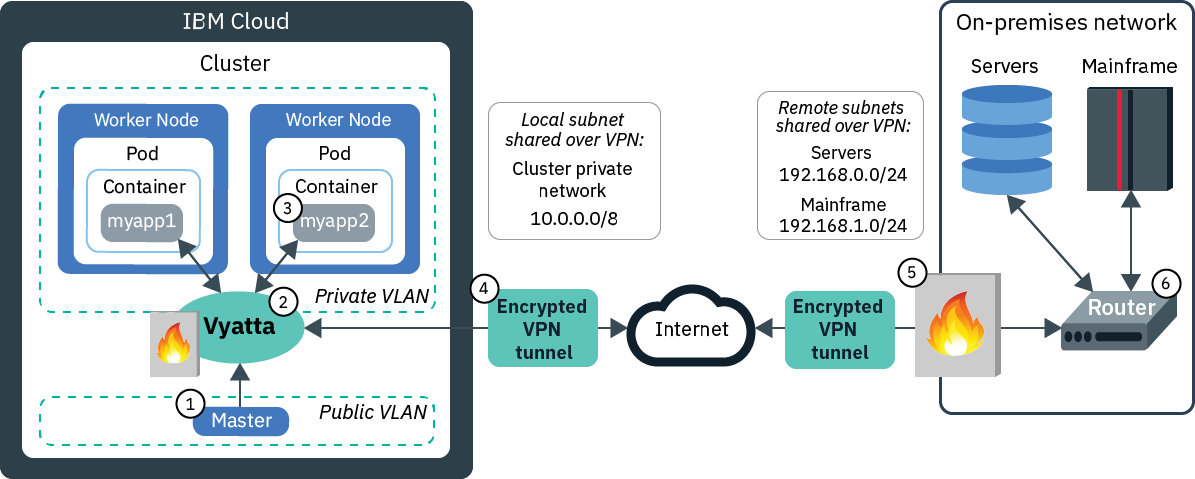 IBM Cloud
Cluster
Worker Node
Pod
Container
myapp1
Worker Node
Pod
Container
3
myapp2
Private VLAN
2
Vyatta
1
Master
Public VLAN
Local subnet
shared over VPN:
Cluster private
network
10.0.0.0/8
4
Encrypted
VPN
tunnel
Internet
Remote subnets
shared over VPN:
Servers
192.168.0.0/24
Mainframe
192.168.1.0/24
Encrypted
VPN
tunnel
5
On-premises network
Servers
Mainframe
6
Router